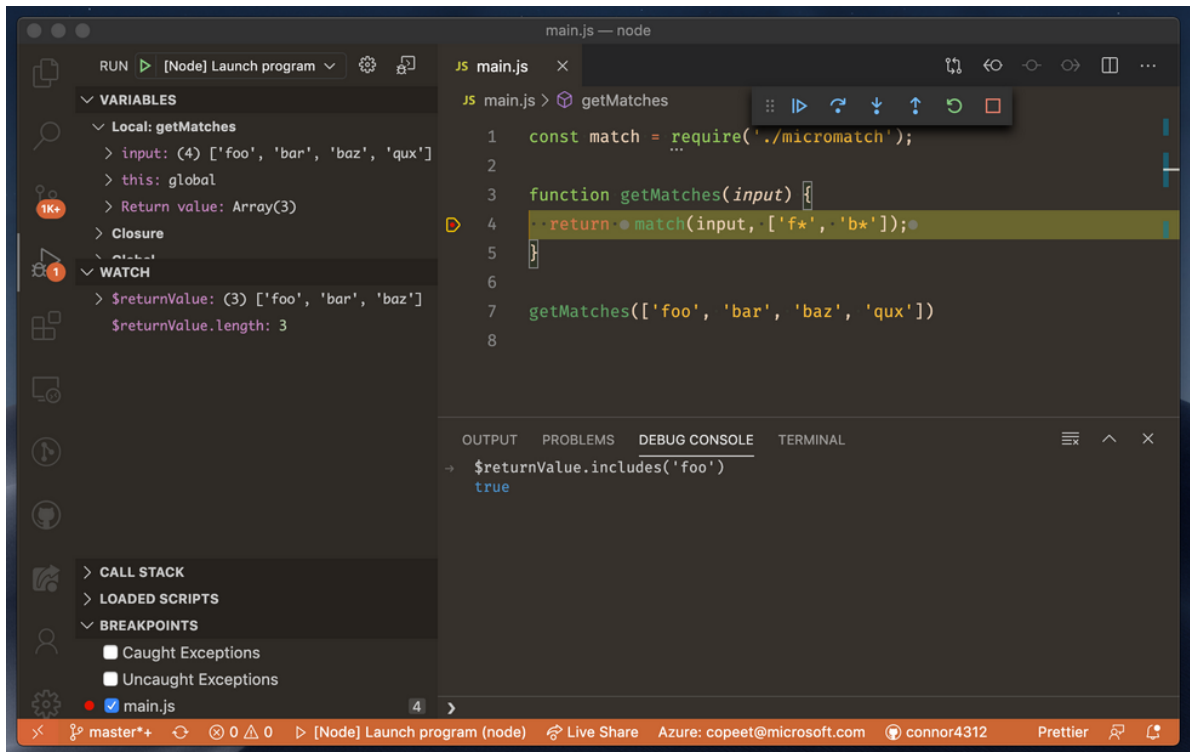 main.js — node
RUN [Node] Launch program
VARIABLES
Local: getMatches
input: (4) ['foo', 'bar', 'baz', 'qux']
this: global
Return value: Array(3)
Closure
Global
WATCH
$returnValue: (3) ['foo', 'bar', 'baz']
$returnValue.length: 3
CALL STACK
LOADED SCRIPTS
BREAKPOINTS
Caught Exceptions
Uncaught Exceptions
main.js 4
1K+
1
JS main.js
JS main.js > getMatches
1 const match = require('./micromatch');
2
3 function getMatches(input) {
4 ··return·match(input,·['f*',·'b*']);
5 }
6
7 getMatches(['foo', 'bar', 'baz', 'qux'])
8
OUTPUT PROBLEMS DEBUG CONSOLE TERMINAL
→ $returnValue.includes('foo')
true
master*+ 0 0 [Node] Launch program (node) Live Share Azure: copeet@microsoft.com connor4312 Prettier